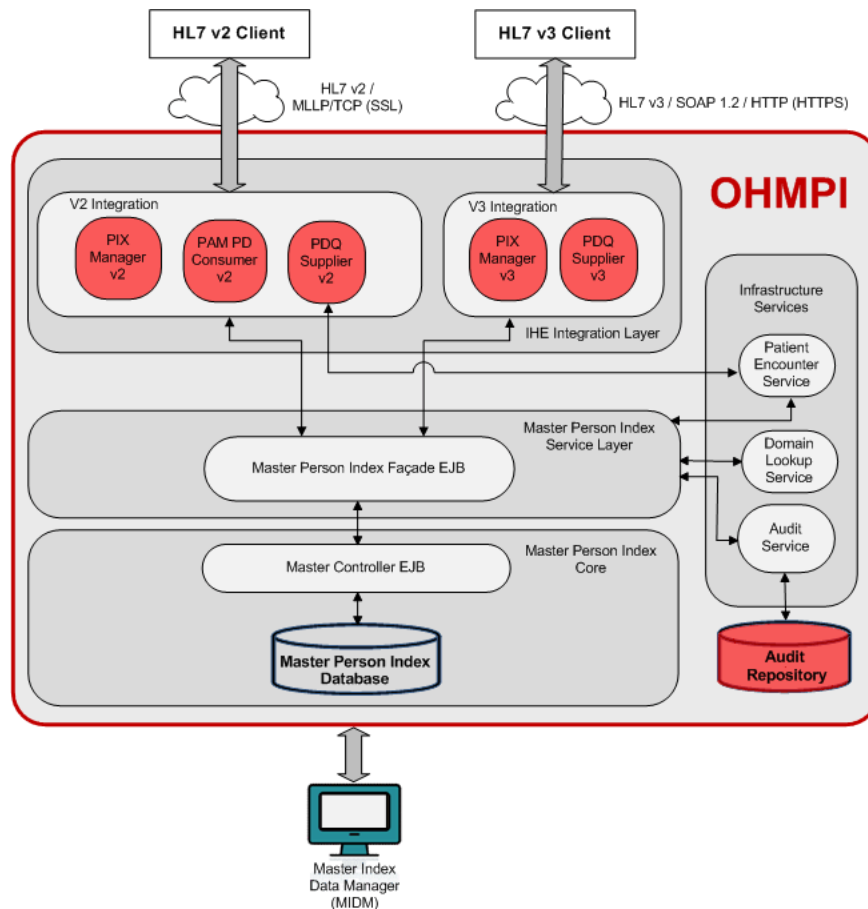 HL7 v2 Client
HL7 v3 Client
HL7 v2 /
MLLP/TCP (SSL)
HL7 v3 / SOAP 1.2 / HTTP (HTTPS)
OHMPI
V2 Integration
PIX
Manager
v2
PAM PD
Consumer
v2
PDQ
Supplier
v2
V3 Integration
PIX
Manager
v3
PDQ
Supplier
v3
IHE Integration Layer
Infrastructure
Services
Patient
Encounter
Service
Domain
Lookup
Service
Audit
Service
Master Person Index
Service Layer
Master Person Index Façade EJB
Master Person Index
Core
Master Controller EJB
Master Person Index
Database
Audit
Repository
Master Index
Data Manager
(MIDM)